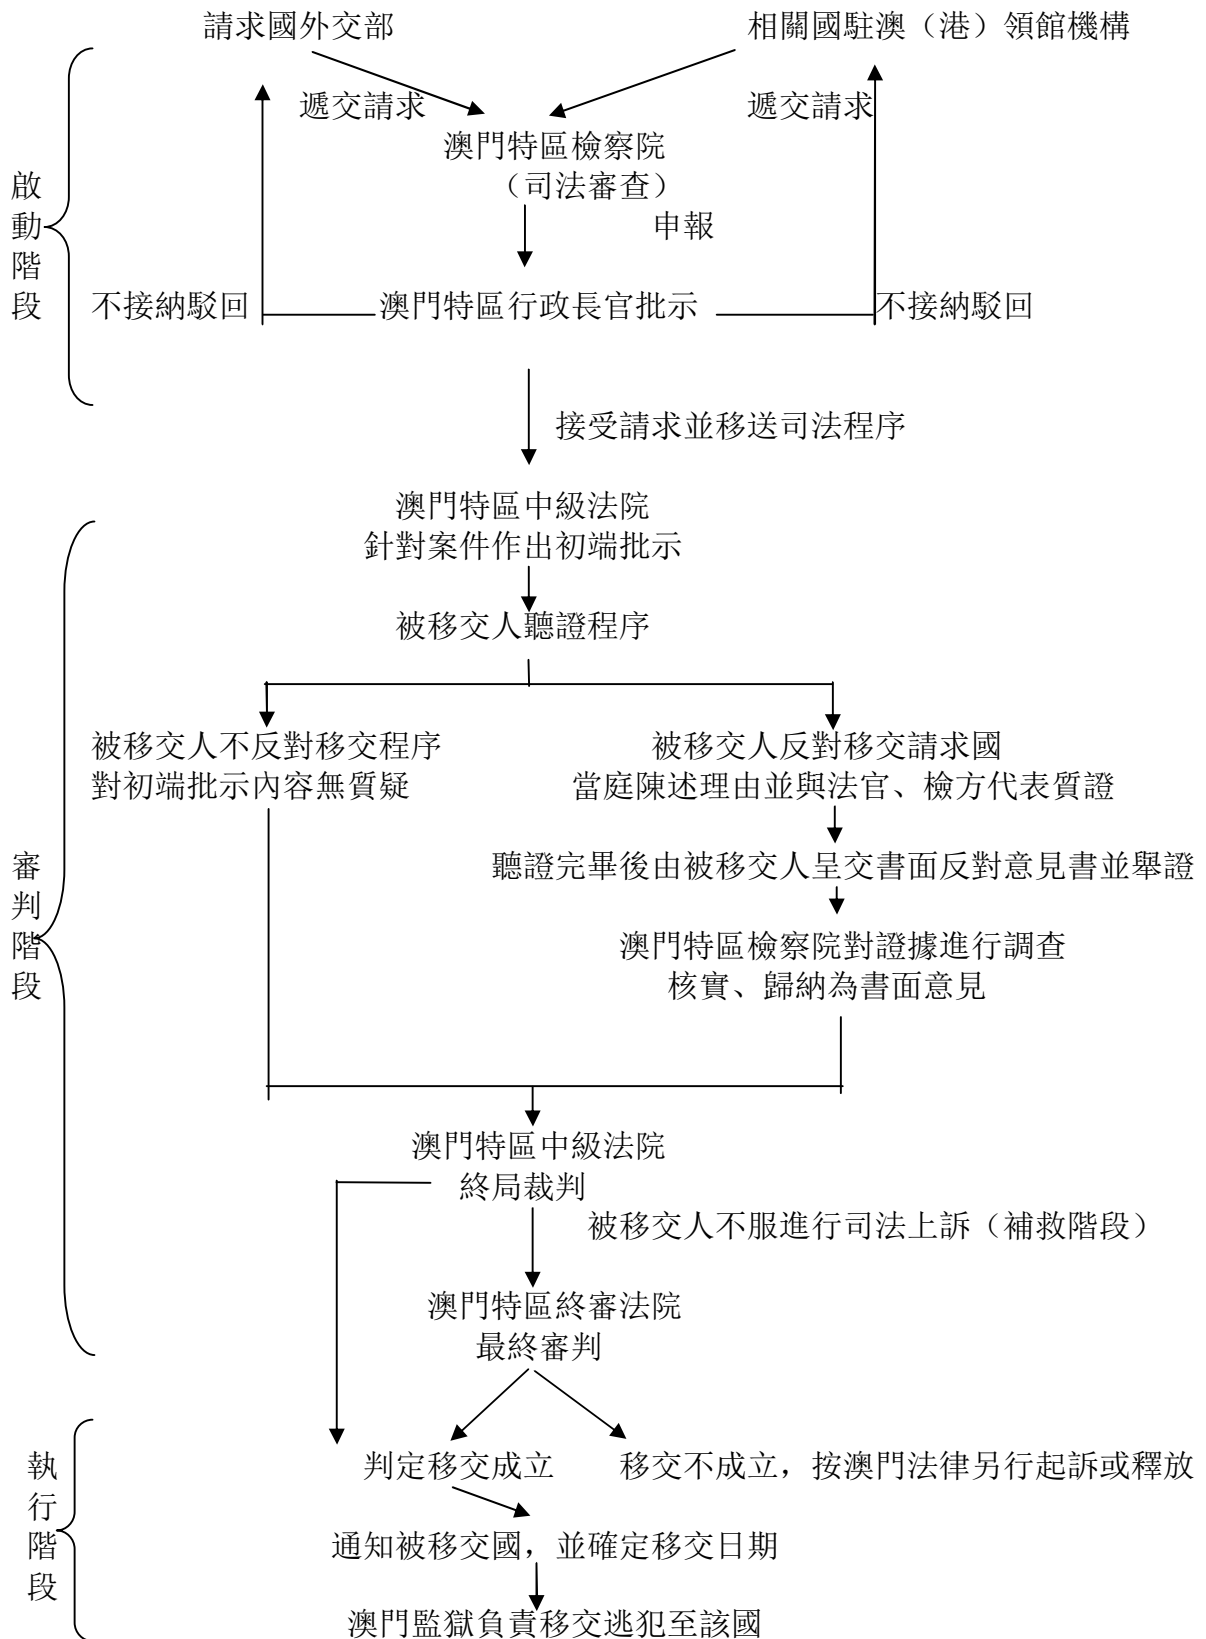 請求國外交部
相關國駐澳（港）領館機構
遞交請求
遞交請求
澳門特區檢察院
（司法審查）
申報
啟動階段
不接納駁回
澳門特區行政長官批示
不接納駁回
接受請求並移送司法程序
澳門特區中級法院
針對案件作出初端批示
被移交人聽證程序
被移交人不反對移交程序
對初端批示內容無質疑
被移交人反對移交請求國
當庭陳述理由並與法官、檢方代表質證
聽證完畢後由被移交人呈交書面反對意見書並舉證
審判階段
澳門特區檢察院對證據進行調查
核實、歸納為書面意見
澳門特區中級法院
終局裁判
被移交人不服進行司法上訴（補救階段）
澳門特區終審法院
最終審判
執行階段
判定移交成立
移交不成立，按澳門法律另行起訴或釋放
通知被移交國，並確定移交日期
澳門監獄負責移交逃犯至該國